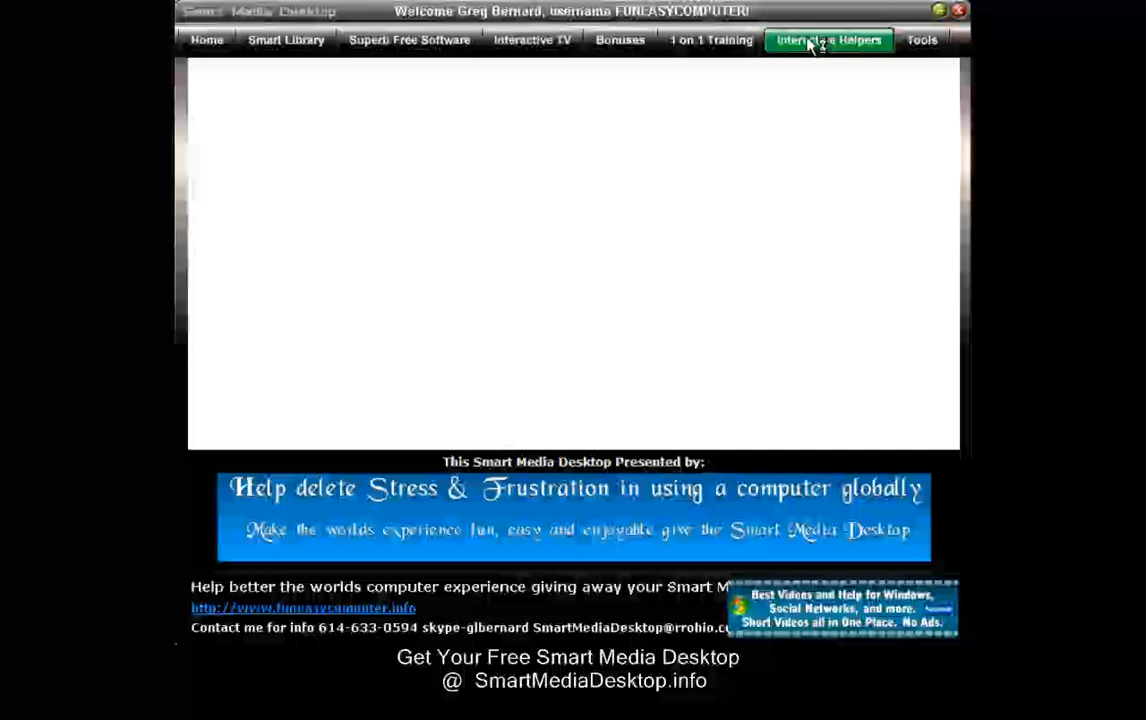 Smart Media Desktop
Welcome Greg Bernard, username FUNEASYCOMPUTER!
Home Smart Library Superb Free Software Interactive TV Bonuses 1 on 1 Training Helpers Tools
This Smart Media Desktop Presented by:
Help delete Stress & Frustration in using a computer globally
Make the worlds experience fun, easy and enjoyable give the Smart Media Desktop
Help better the worlds computer experience giving away your Smart M
http://www.funeasycomputer.info
Contact me for info 614-633-0594 skype-glbernard SmartMediaDesktop@rrohio.co
Best Videos and Help for Windows,
Social Networks, and more.
Short Videos all in One Place. No Ads.
Get Your Free Smart Media Desktop
@ SmartMediaDesktop.info